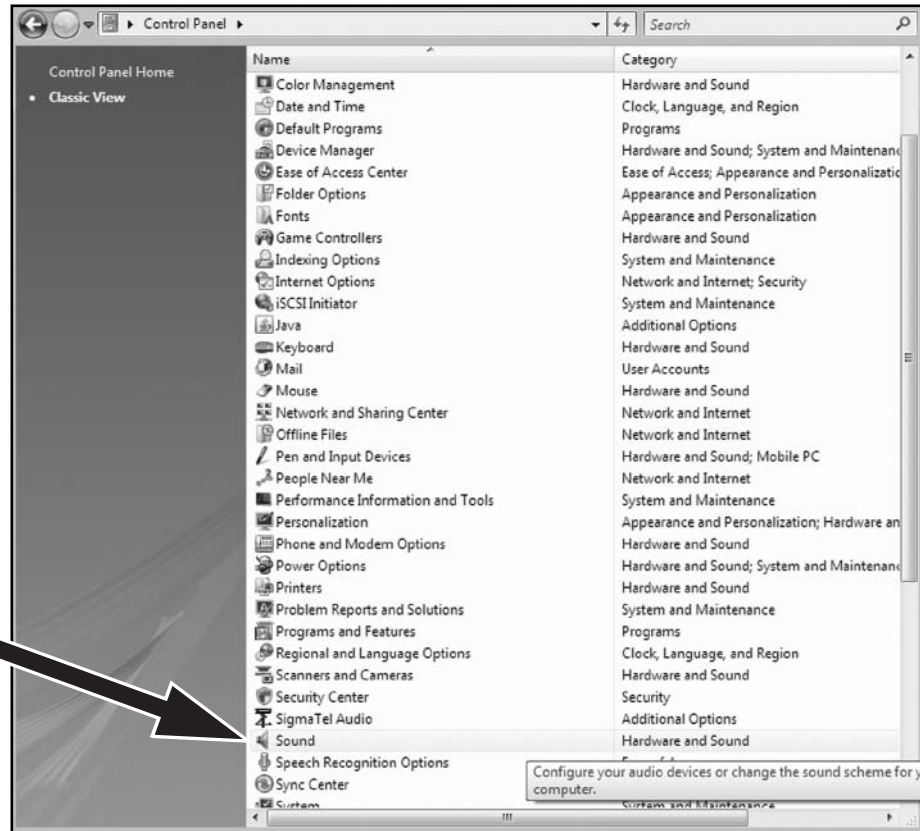 Control Panel
Search
Control Panel Home
• Classic View
Name Category
Color Management Hardware and Sound
Date and Time Clock, Language, and Region
Default Programs Programs
Device Manager Hardware and Sound; System and Maintenanc
Ease of Access Center Ease of Access; Appearance and Personalizatic
Folder Options Appearance and Personalization
Fonts Appearance and Personalization
Game Controllers Hardware and Sound
Indexing Options System and Maintenance
Internet Options Network and Internet; Security
iSCSI Initiator System and Maintenance
Java Additional Options
Keyboard Hardware and Sound
Mail User Accounts
Mouse Hardware and Sound
Network and Sharing Center Network and Internet
Offline Files Network and Internet
Pen and Input Devices Hardware and Sound; Mobile PC
People Near Me Network and Internet
Performance Information and Tools System and Maintenance
Personalization Appearance and Personalization; Hardware an
Phone and Modem Options Hardware and Sound
Power Options Hardware and Sound; System and Maintenanc
Printers Hardware and Sound
Problem Reports and Solutions System and Maintenance
Programs and Features Programs
Regional and Language Options Clock, Language, and Region
Scanners and Cameras Hardware and Sound
Security Center Security
SigmaTel Audio Additional Options
Sound Hardware and Sound
Speech Recognition Options
Configure your audio devices or change the sound scheme for y
computer.
Sync Center
System System and Maintenance